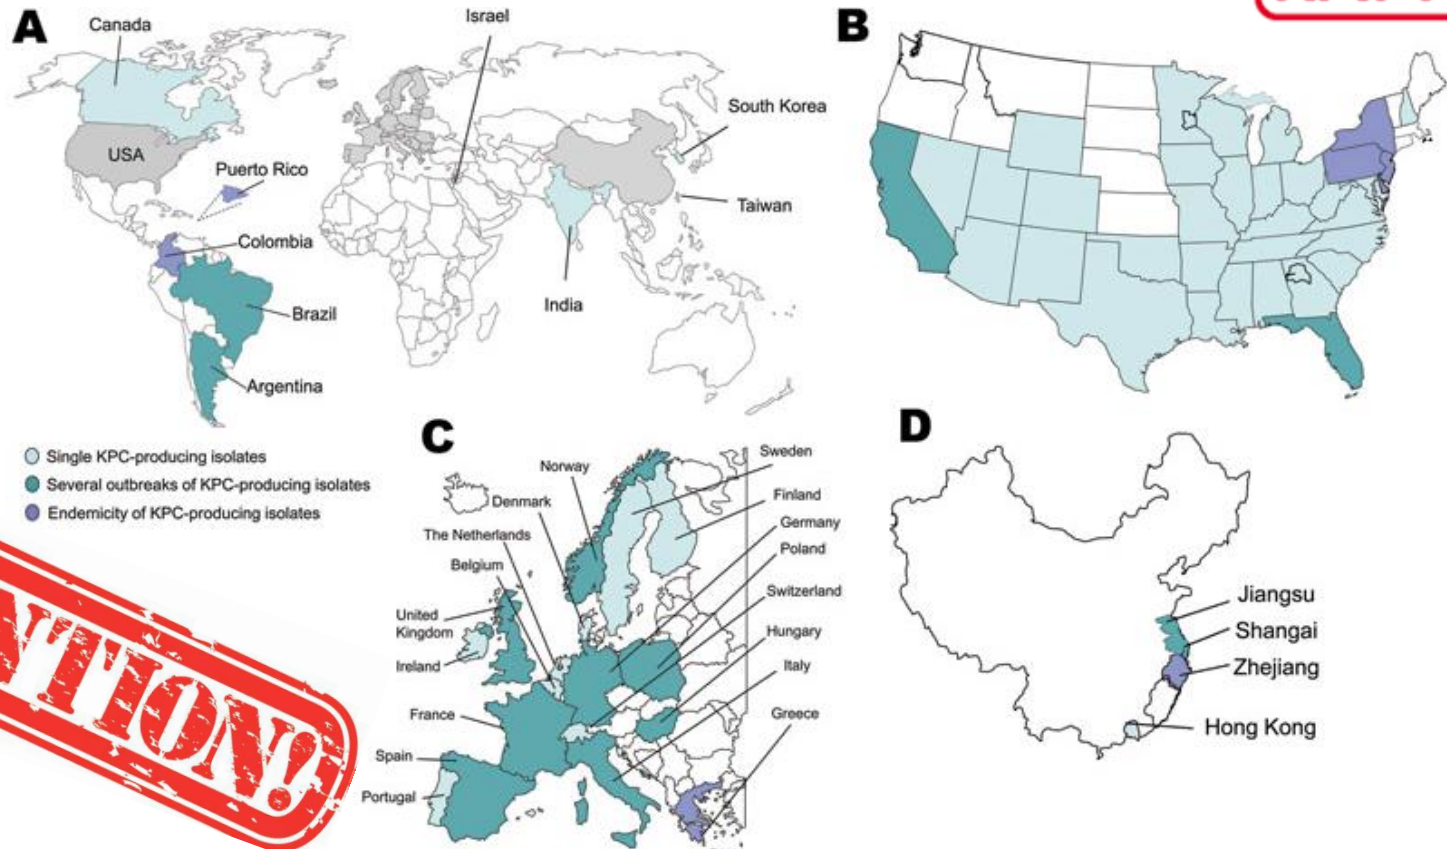 A
Canada
Israel
South Korea
USA
Puerto Rico
Taiwan
Colombia
India
Brazil
Argentina
Single KPC-producing isolates
Several outbreaks of KPC-producing isolates
Endemicity of KPC-producing isolates
B
C
Sweden
Norway
Finland
Denmark
Germany
The Netherlands
Poland
Belgium
Switzerland
United
Kingdom
Hungary
Ireland
Italy
France
Greece
Spain
Portugal
D
Jiangsu
Shangai
Zhejiang
Hong Kong
NTION!